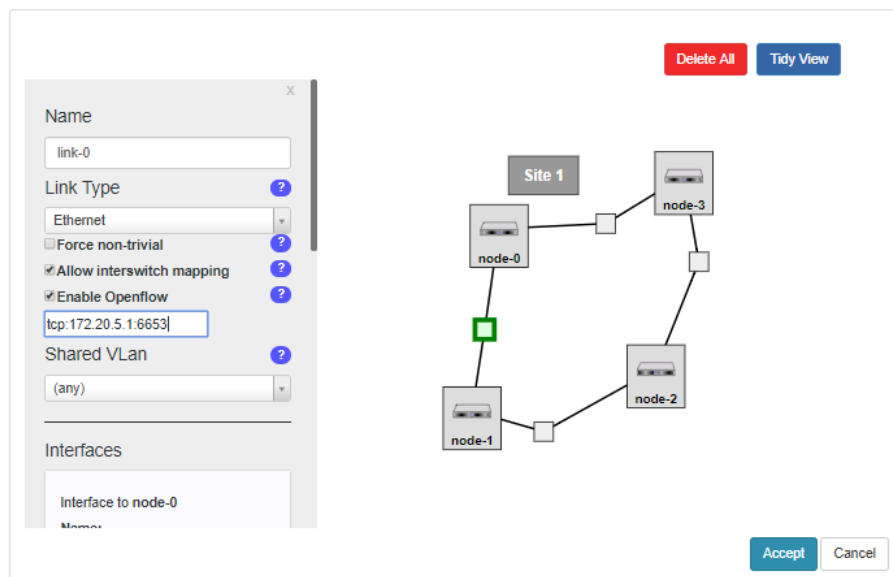 Delete All
Tidy View
x
Name
link-0
Link Type
?
Ethernet
Force non-trivial
?
Allow interswitch mapping
?
Enable Openflow
?
tcp:172.20.5.1:6653
Shared VLan
?
(any)
Interfaces
Interface to node-0
Name:
Site 1
node-3
node-0
node-2
node-1
Accept
Cancel